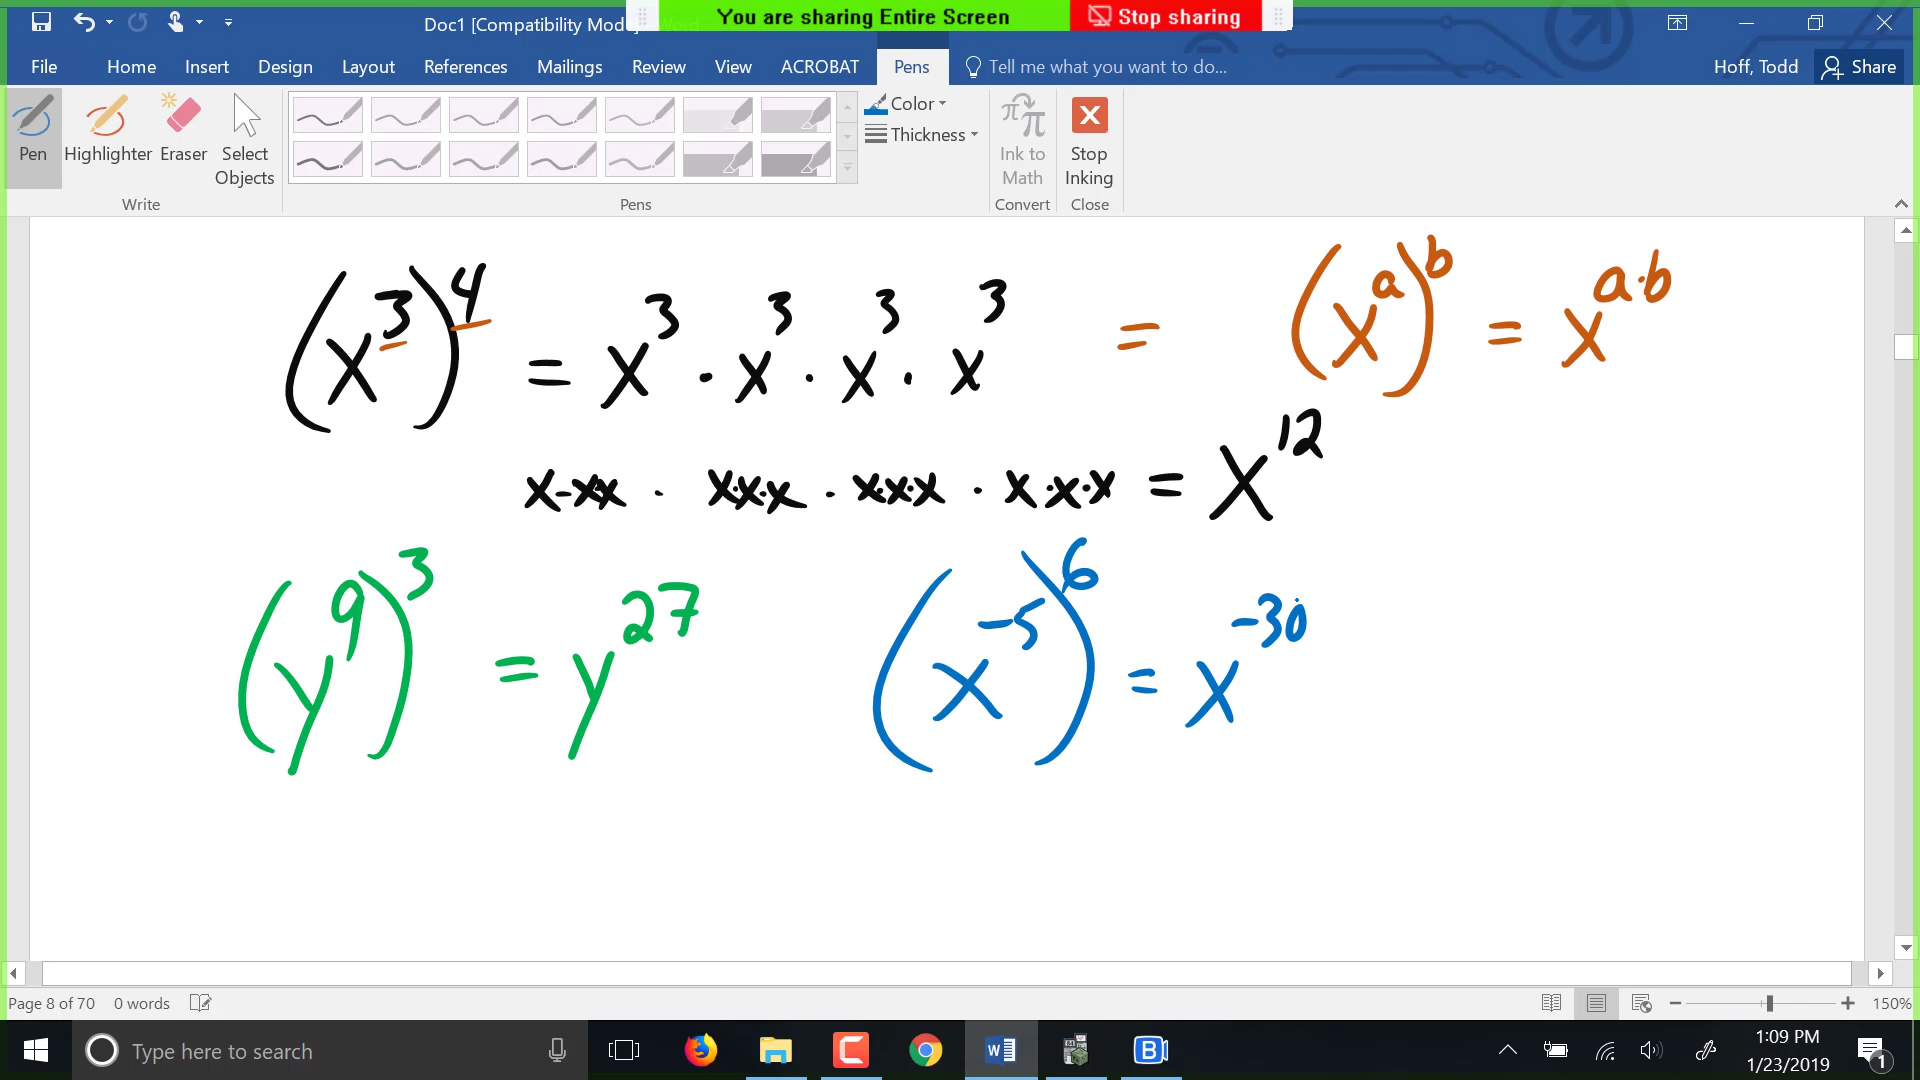 Doc1 [Compatibility Mod
You are sharing Entire Screen
Stop sharing
File Home Insert Design Layout References Mailings Review View ACROBAT Pens Tell me what you want to do... Hoff, Todd Share
Pen Highlighter Eraser Select Objects
Color
Thickness
Ink to Math
Stop Inking
Write Pens Convert Close
(x^3)^4 = x^3 · x^3 · x^3 · x^3 = (x^a)^b = x^{a·b}
x·x·x · x·x·x · x·x·x · x·x·x = x^{12}
(y^9)^3 = y^{27} (x^{-5})^6 = x^{-30}
Page 8 of 70 0 words 150%
Type here to search
1:09 PM
1/23/2019
1